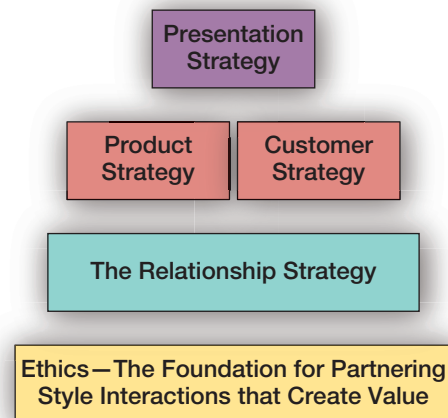 Presentation
Strategy
Product
Strategy
Customer
Strategy
The Relationship Strategy
Ethics—The Foundation for Partnering
Style Interactions that Create Value